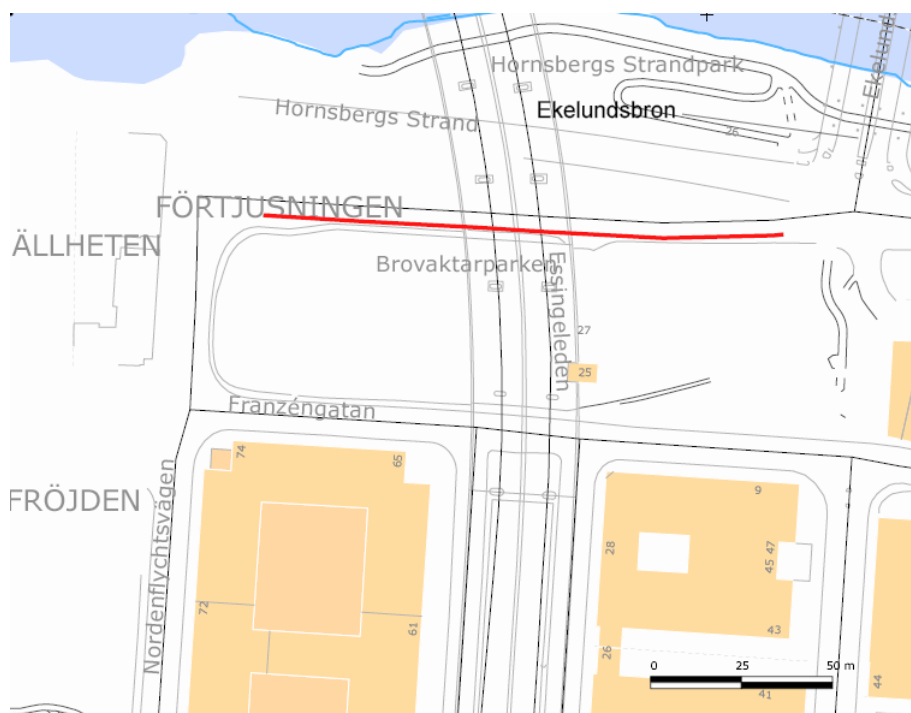 Ekelund
Hornsbergs Strandpark
Ekelundsbron
Hornsbergs Strand
26
FÖRTJUSNINGEN
ÄLLHETEN
Brovaktarparken
Essingeleden
27
25
Franzéngatan
74
65
FRÖJDEN
Nordenflychtsvägen
9
28
45 47
72
61
43
26
0 25 50 m
41
44